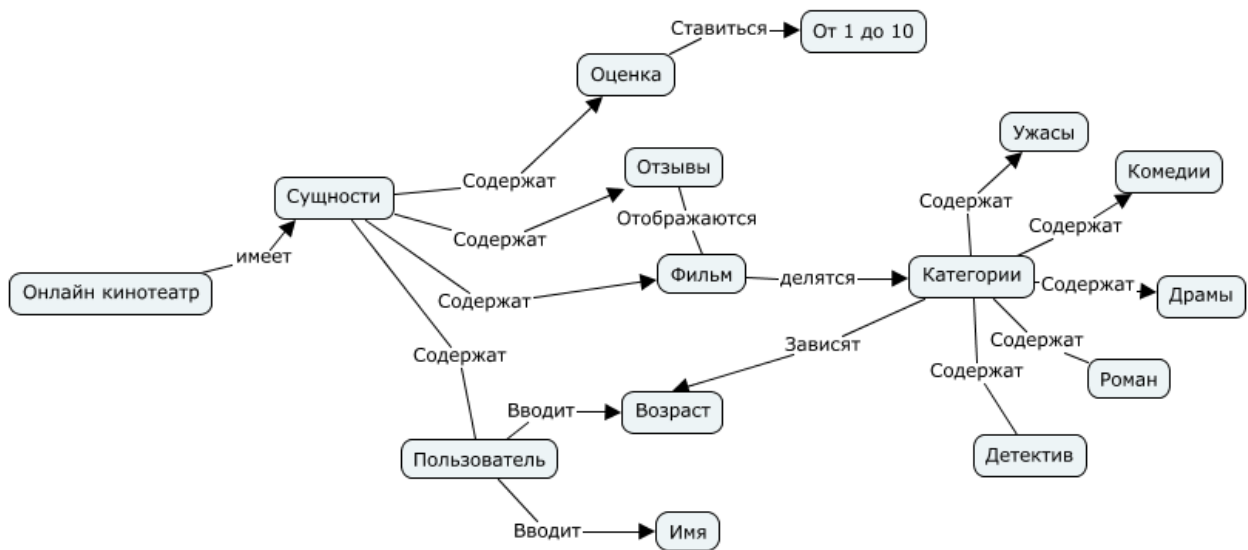 Ставиться
От 1 до 10
Оценка
Ужасы
Отзывы
Комедии
Содержат
Сущности
Содержат
Отображаются
Содержат
Содержат
имеет
Содержат
Онлайн кинотеатр
Содержат
Фильм
делятся
Категории
Содержат
Драмы
Содержат
Зависят
Содержат
Содержат
Роман
Вводит
Возраст
Пользователь
Детектив
Вводит
Имя